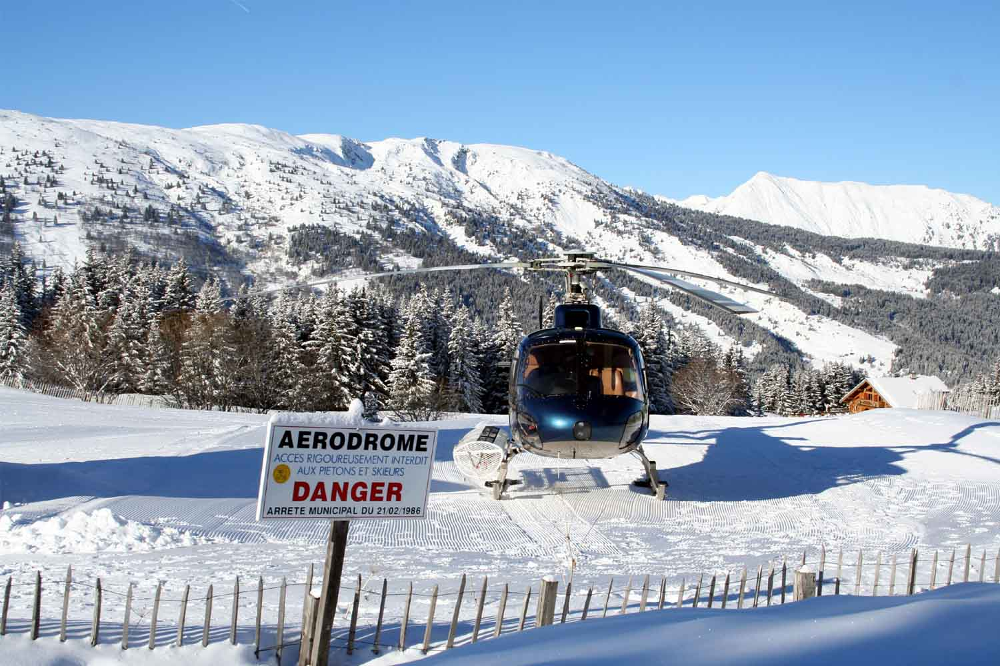 AERODROME
ACCES RIGOUREUSEMENT INTERDIT
AUX PIETONS ET SKIEURS
DANGER
ARRETE MUNICIPAL DU 21/02/1986